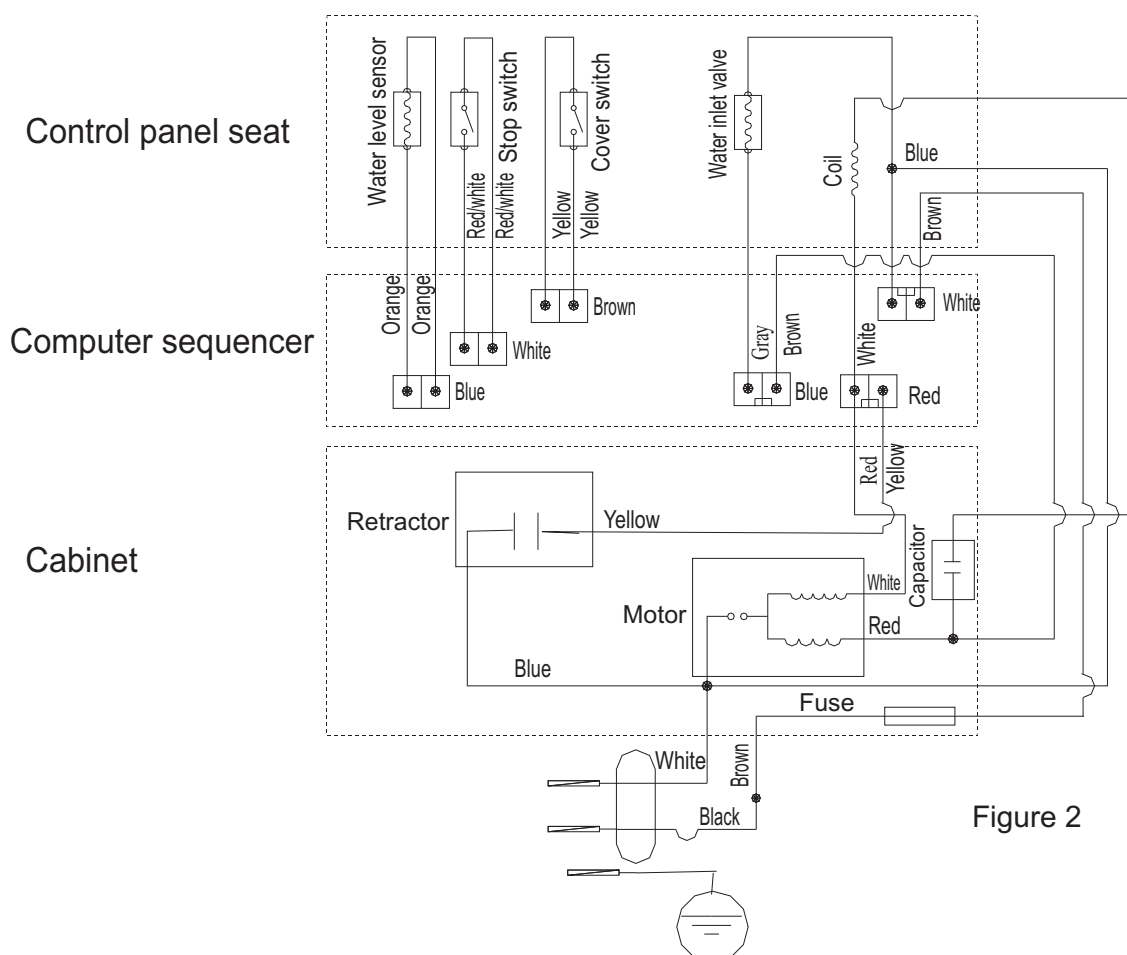 Control panel seat
Water level sensor
Stop switch
Cover switch
Water inlet valve
Coil
Blue
Red/white
Red/white
Yellow
Yellow
Brown
Computer sequencer
Orange
Orange
Brown
White
Blue
Gray
Brown
Blue
White
White
Red
Cabinet
Retractor
Yellow
Red
Yellow
Motor
White
Red
Capacitor
Blue
Fuse
White
Brown
Black
Figure 2